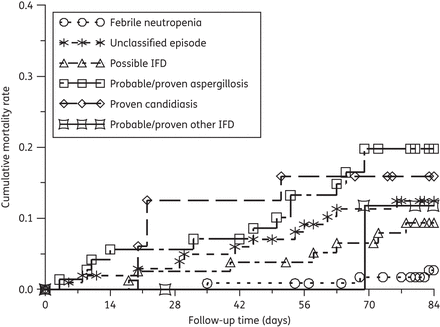 0.4
0.3
0.2
0.1
0.0
Cumulative mortality rate
Febrile neutropenia
Unclassified episode
Possible IFD
Probable/proven aspergillosis
Proven candidiasis
Probable/proven other IFD
0 14 28 42 56 70 84
Follow-up time (days)